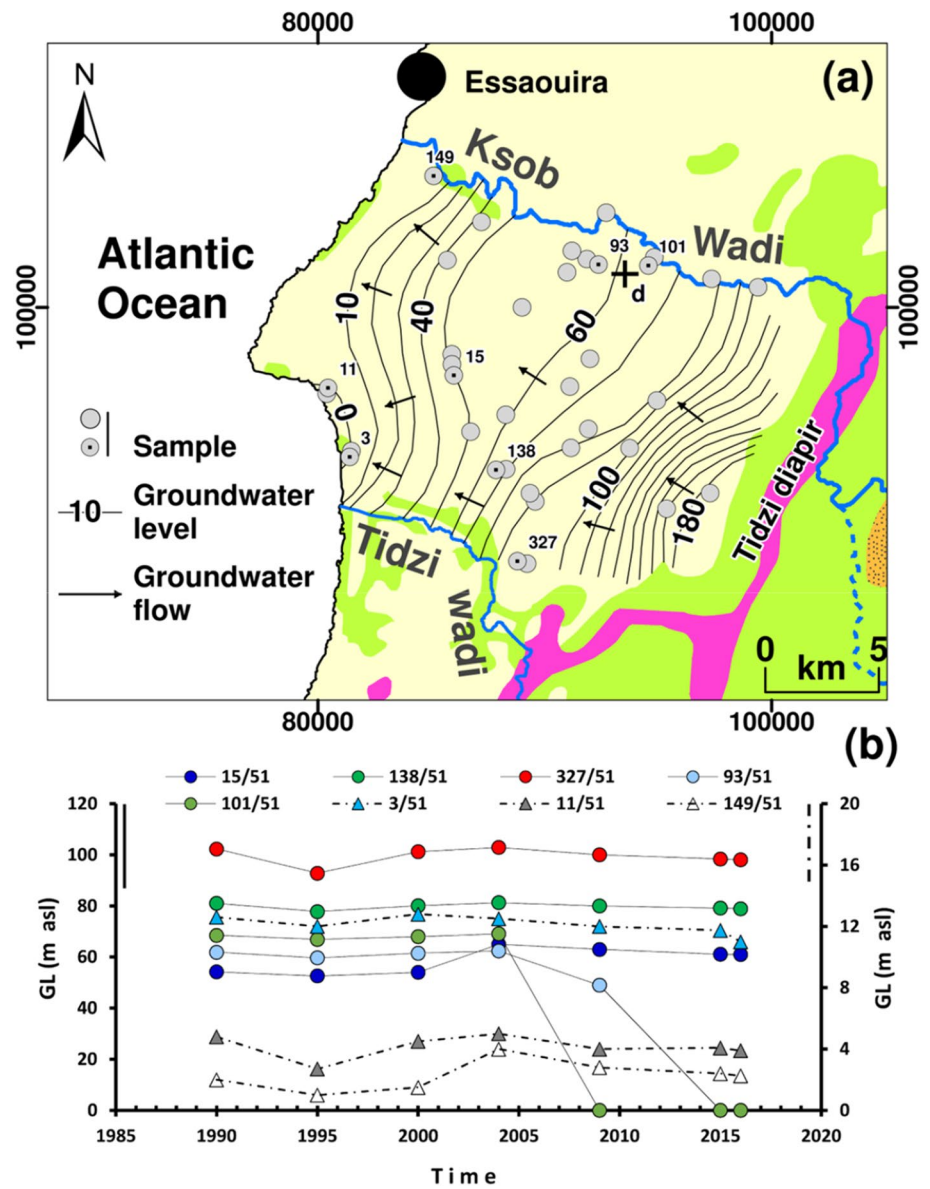 80000 100000
N
Essaouira
(a)
Ksob
149
Atlantic
Ocean
Wadi
93 101
d
100000 100000
10
40
60
15
11
0
3
138
Sample
100
180
Tidzi diapir
10 Groundwater
level
327
Tidzi
wadi
Groundwater
flow
0 5
km
80000 100000
(b)
15/51 138/51 327/51 93/51
101/51 3/51 11/51 149/51
120 20
100 16
80 12
60
40 8
20 4
0 0
GL (m asl)
GL (m asl)
1985 1990 1995 2000 2005 2010 2015 2020
Time